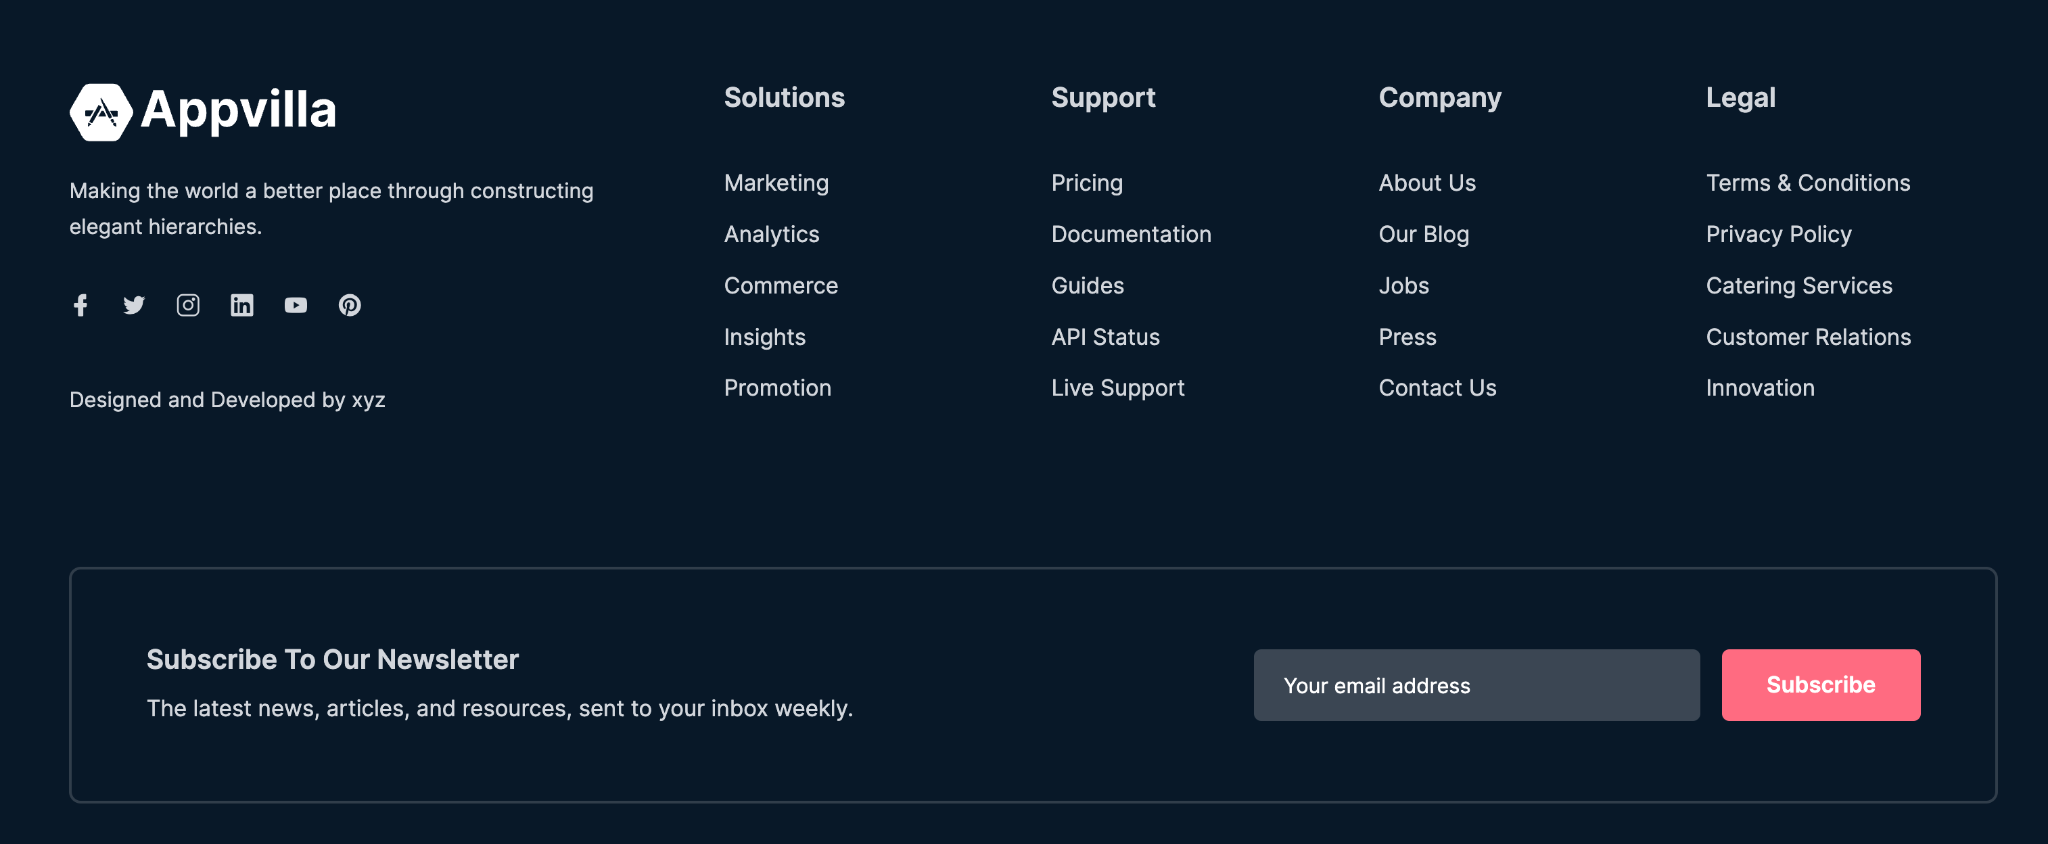 Appvilla
Making the world a better place through constructing
elegant hierarchies.
Designed and Developed by xyz
Solutions
Marketing
Analytics
Commerce
Insights
Promotion
Support
Pricing
Documentation
Guides
API Status
Live Support
Company
About Us
Our Blog
Jobs
Press
Contact Us
Legal
Terms & Conditions
Privacy Policy
Catering Services
Customer Relations
Innovation
Subscribe To Our Newsletter
The latest news, articles, and resources, sent to your inbox weekly.
Your email address
Subscribe